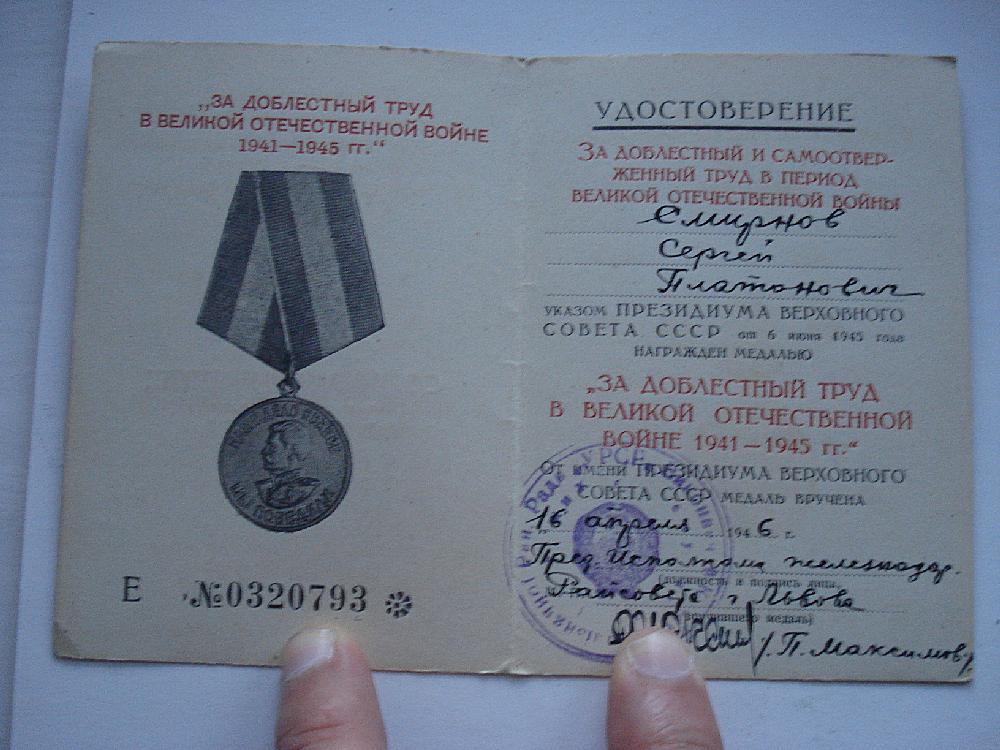 „ЗА ДОБЛЕСТНЫЙ ТРУД
В ВЕЛИКОЙ ОТЕЧЕСТВЕННОЙ ВОЙНЕ
1941—1945 гг.“
Е №0320793
УДОСТОВЕРЕНИЕ
ЗА ДОБЛЕСТНЫЙ И САМООТВЕР-
ЖЕННЫЙ ТРУД В ПЕРИОД
ВЕЛИКОЙ ОТЕЧЕСТВЕННОЙ ВОЙНЫ
Смирнов
Сергей
Платонович
УКАЗОМ ПРЕЗИДИУМА ВЕРХОВНОГО
СОВЕТА СССР от 6 июня 1945 года
НАГРАЖДЕН МЕДАЛЬЮ
„ЗА ДОБЛЕСТНЫЙ ТРУД
В ВЕЛИКОЙ ОТЕЧЕСТВЕННОЙ
ВОЙНЕ 1941—1945 гг.“
ОТ ИМЕНИ ПРЕЗИДИУМА ВЕРХОВНОГО
СОВЕТА СССР МЕДАЛЬ ВРУЧЕНА
„16 апреля 1946 г.
Пред. Исполкома железнодор.
(должность и подпись лица,
Райсовета г. Львова
медаль)
/П. Максимов/